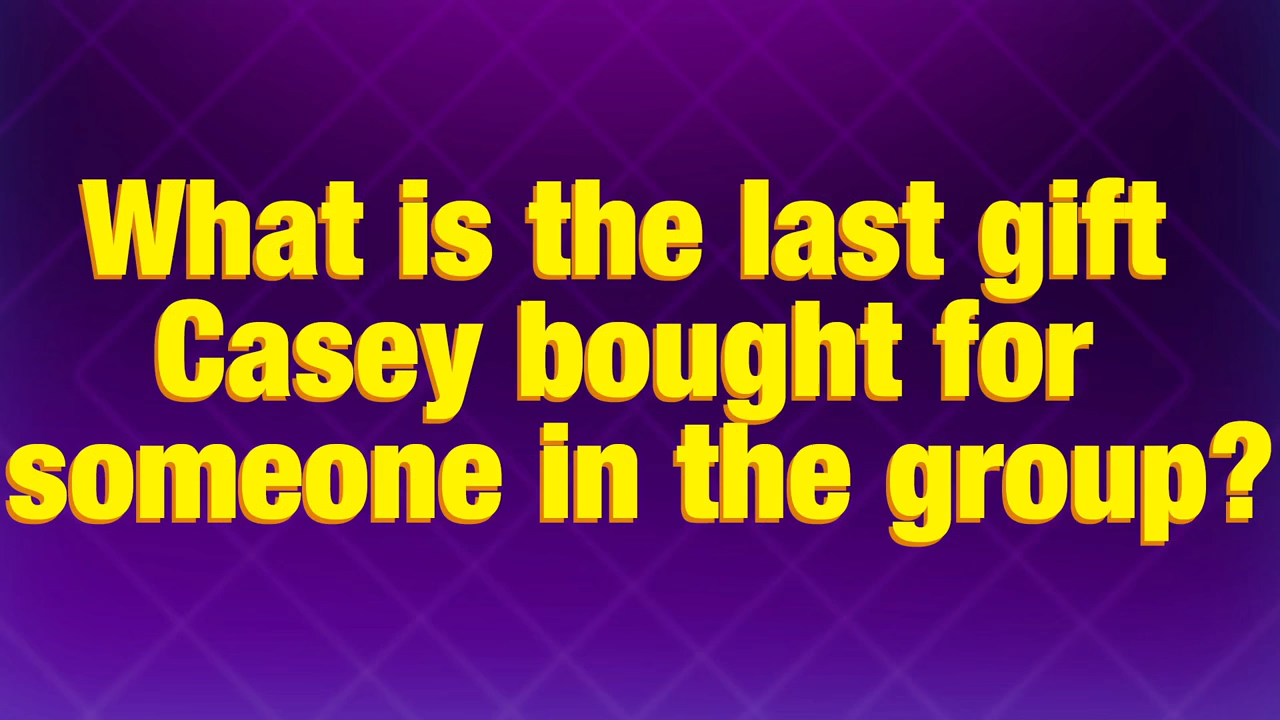 What is the last gift
Casey bought for
someone in the group?